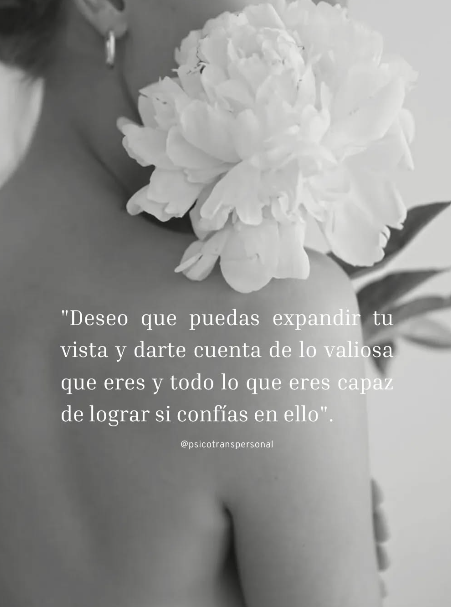 "Deseo que puedas expandir tu
vista y darte cuenta de lo valiosa
que eres y todo lo que eres capaz
de lograr si confías en ello".
@psicotranspersonal